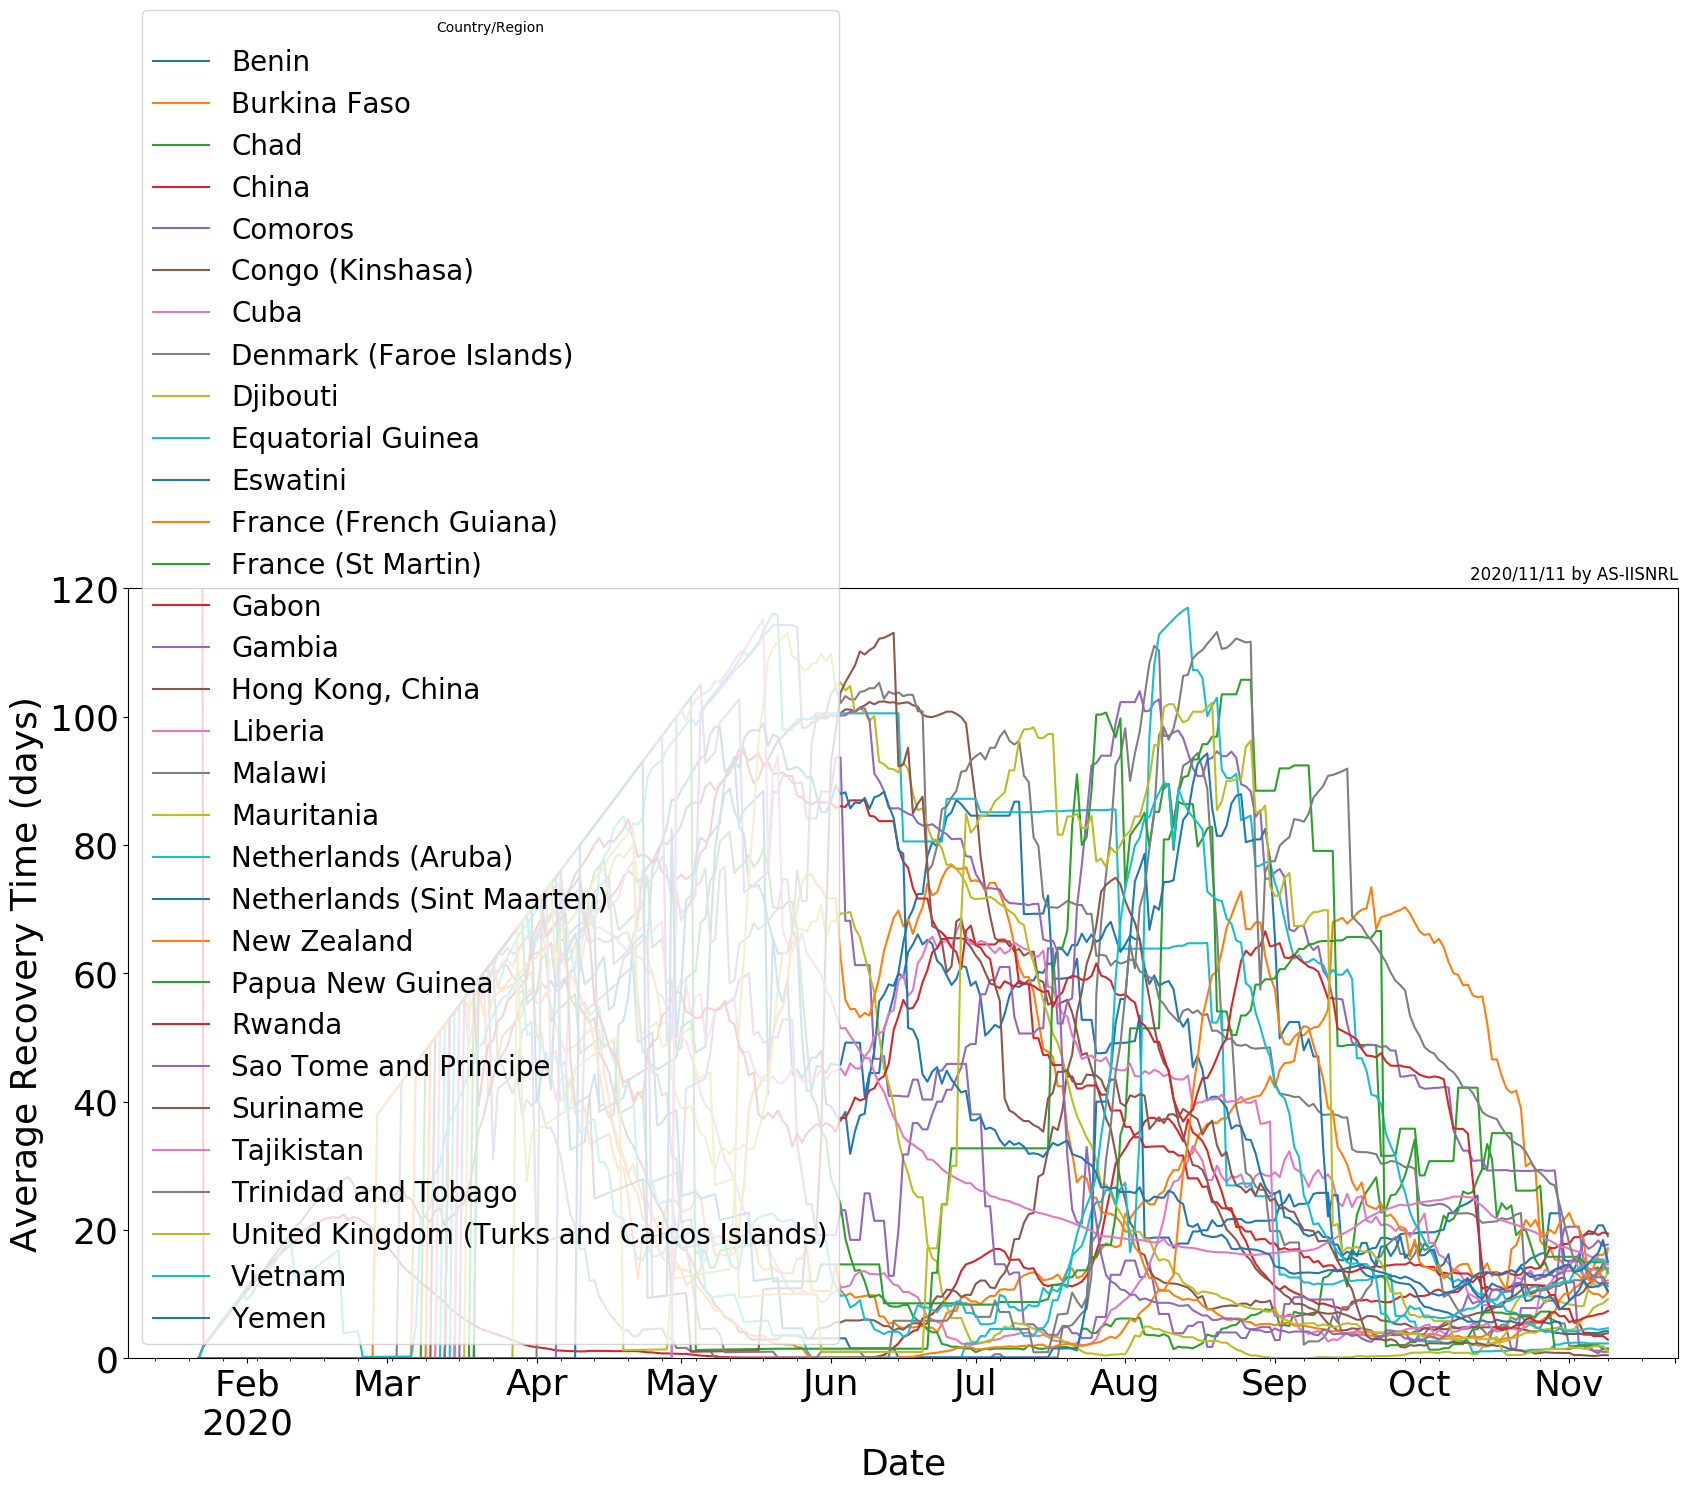 Country/Region
Benin
Burkina Faso
Chad
China
Comoros
Congo (Kinshasa)
Cuba
Denmark (Faroe Islands)
Djibouti
Equatorial Guinea
Eswatini
France (French Guiana)
France (St Martin)
Gabon
Gambia
Hong Kong, China
Liberia
Malawi
Mauritania
Netherlands (Aruba)
Netherlands (Sint Maarten)
New Zealand
Papua New Guinea
Rwanda
Sao Tome and Principe
Suriname
Tajikistan
Trinidad and Tobago
United Kingdom (Turks and Caicos Islands)
Vietnam
Yemen
2020/11/11 by AS-IISNRL
Average Recovery Time (days)
120
100
80
60
40
20
0
Feb Mar Apr May Jun Jul Aug Sep Oct Nov
2020
Date